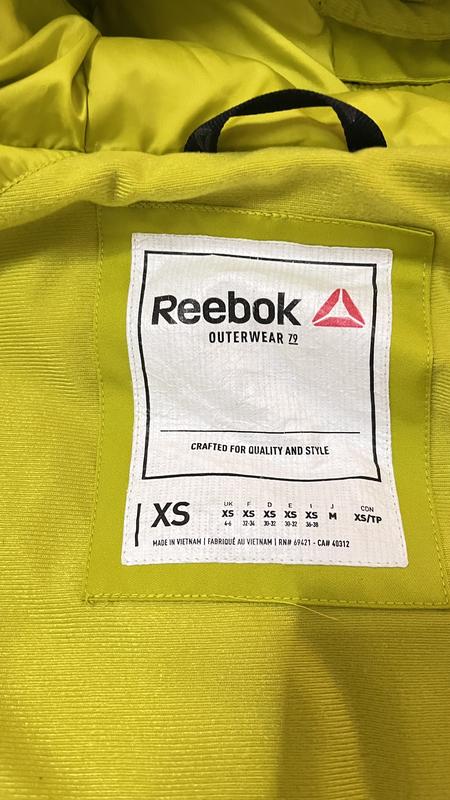 Reebok
OUTERWEAR 79
CRAFTED FOR QUALITY AND STYLE
XS
UK F D E I J CDN
XS XS XS XS XS M XS/TP
4-6 32-34 30-32 30-32 36-38
MADE IN VIETNAM | FABRIQUÉ AU VIETNAM | RN# 69421 - CA# 40312